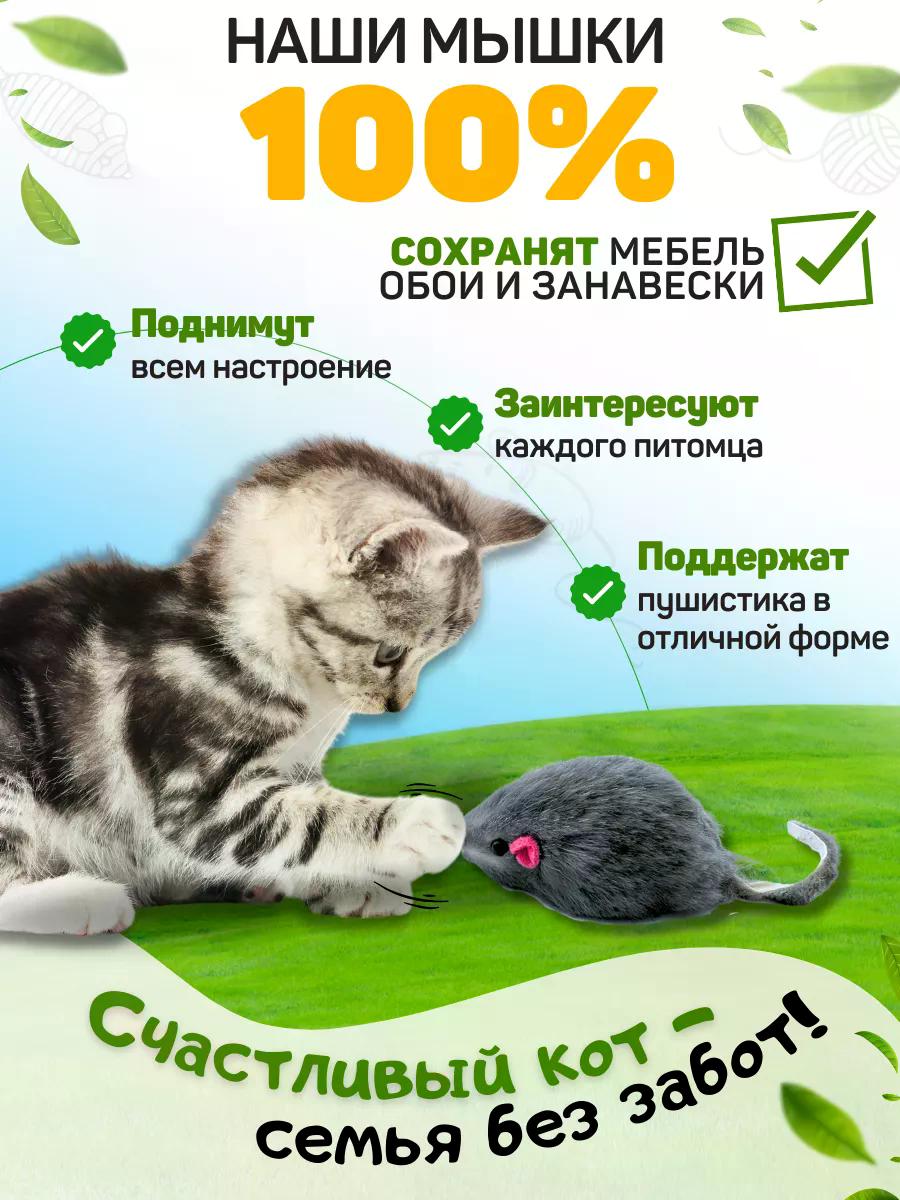 НАШИ МЫШКИ
100%
СОХРАНЯТ МЕБЕЛЬ
ОБОИ И ЗАНАВЕСКИ
Поднимут
всем настроение
Заинтересуют
каждого питомца
Поддержат
пушистика в
отличной форме
Счастливый кот -
семья без забот!